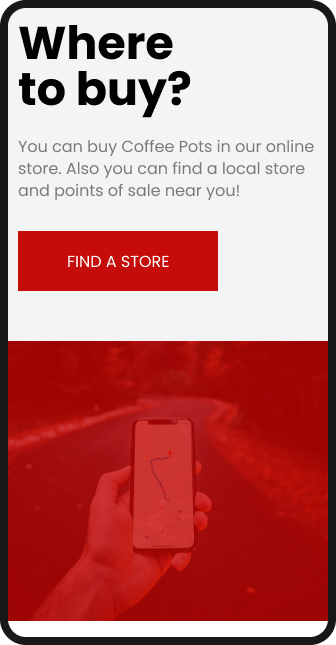 Where
to buy?
You can buy Coffee Pots in our online
store. Also you can find a local store
and points of sale near you!
FIND A STORE